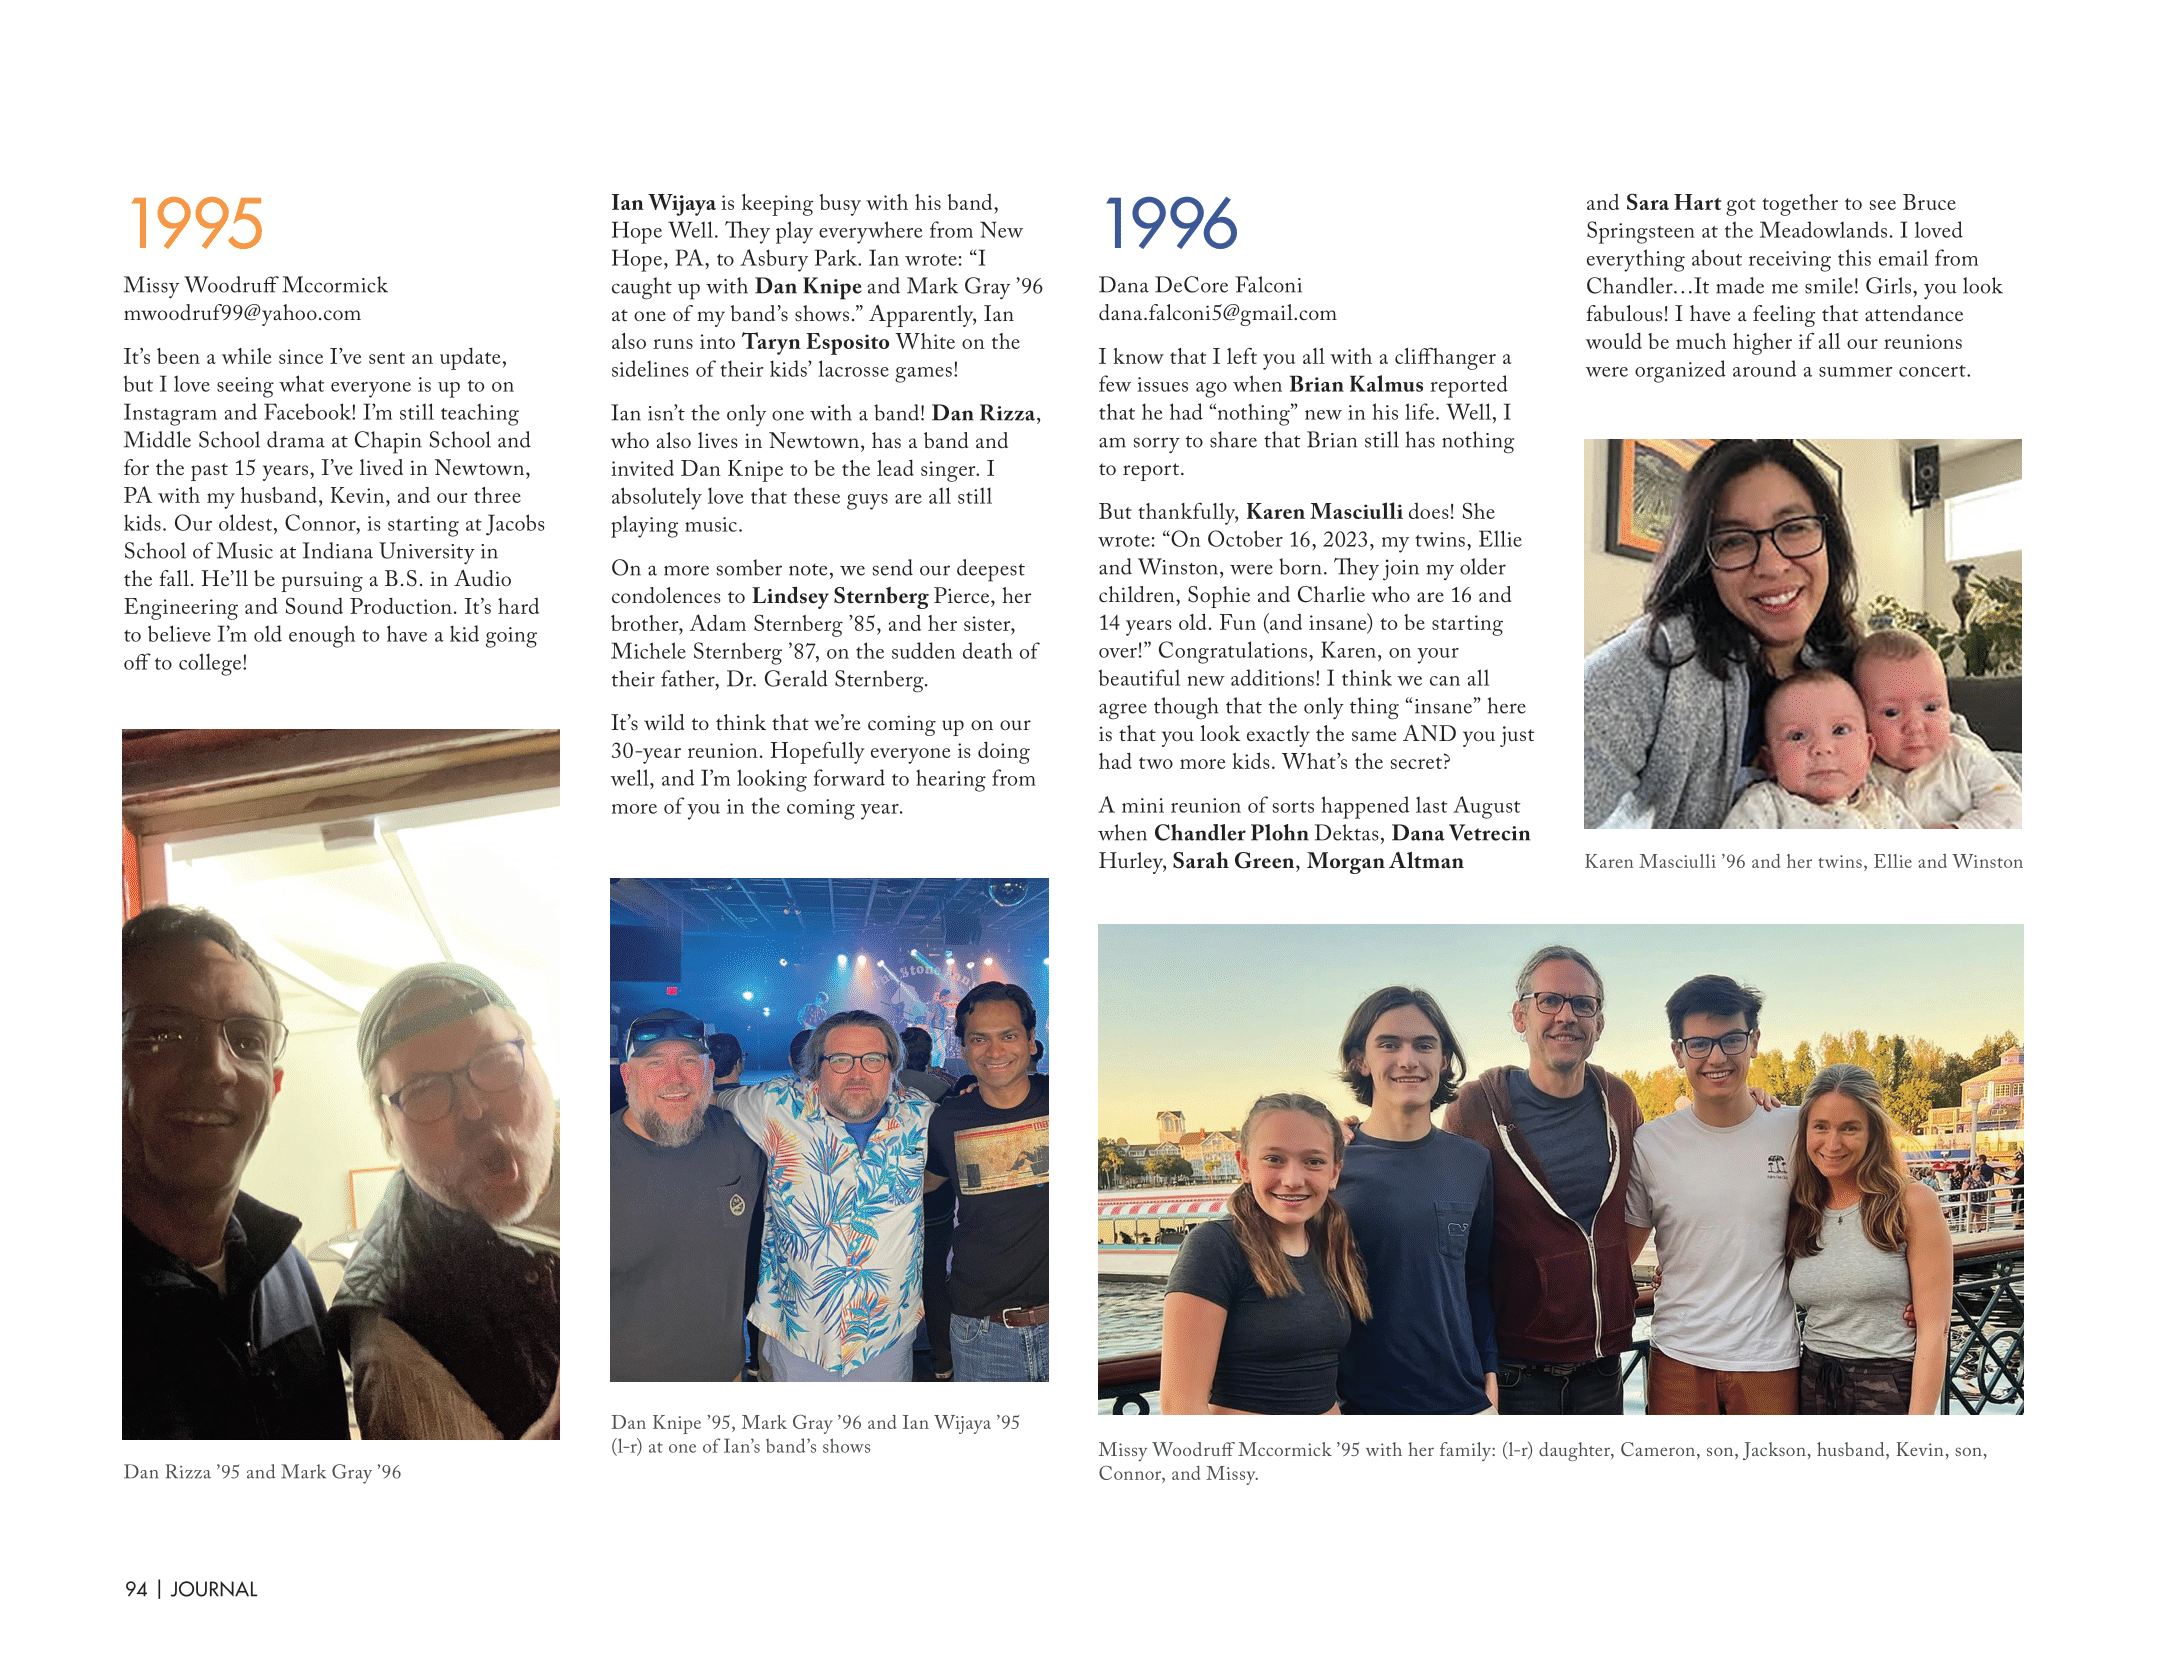 1995
Missy Woodruff Mccormick
mwoodruf99@yahoo.com
It’s been a while since I’ve sent an update,
but I love seeing what everyone is up to on
Instagram and Facebook! I’m still teaching
Middle School drama at Chapin School and
for the past 15 years, I’ve lived in Newtown,
PA with my husband, Kevin, and our three
kids. Our oldest, Connor, is starting at Jacobs
School of Music at Indiana University in
the fall. He’ll be pursuing a B.S. in Audio
Engineering and Sound Production. It’s hard
to believe I’m old enough to have a kid going
off to college!
Dan Rizza ’95 and Mark Gray ’96
Ian Wijaya is keeping busy with his band,
Hope Well. They play everywhere from New
Hope, PA, to Asbury Park. Ian wrote: “I
caught up with Dan Knipe and Mark Gray ’96
at one of my band’s shows.” Apparently, Ian
also runs into Taryn Esposito White on the
sidelines of their kids’ lacrosse games!
Ian isn’t the only one with a band! Dan Rizza,
who also lives in Newtown, has a band and
invited Dan Knipe to be the lead singer. I
absolutely love that these guys are all still
playing music.
On a more somber note, we send our deepest
condolences to Lindsey Sternberg Pierce, her
brother, Adam Sternberg ’85, and her sister,
Michele Sternberg ’87, on the sudden death of
their father, Dr. Gerald Sternberg.
It’s wild to think that we’re coming up on our
30-year reunion. Hopefully everyone is doing
well, and I’m looking forward to hearing from
more of you in the coming year.
Stone
Dan Knipe ’95, Mark Gray ’96 and Ian Wijaya ’95
(l-r) at one of Ian’s band’s shows
1996
Dana DeCore Falconi
dana.falconi5@gmail.com
I know that I left you all with a cliffhanger a
few issues ago when Brian Kalmus reported
that he had “nothing” new in his life. Well, I
am sorry to share that Brian still has nothing
to report.
But thankfully, Karen Masciulli does! She
wrote: “On October 16, 2023, my twins, Ellie
and Winston, were born. They join my older
children, Sophie and Charlie who are 16 and
14 years old. Fun (and insane) to be starting
over!” Congratulations, Karen, on your
beautiful new additions! I think we can all
agree though that the only thing “insane” here
is that you look exactly the same AND you just
had two more kids. What’s the secret?
A mini reunion of sorts happened last August
when Chandler Plohn Dektas, Dana Vetrecin
Hurley, Sarah Green, Morgan Altman
and Sara Hart got together to see Bruce
Springsteen at the Meadowlands. I loved
everything about receiving this email from
Chandler…It made me smile! Girls, you look
fabulous! I have a feeling that attendance
would be much higher if all our reunions
were organized around a summer concert.
Karen Masciulli ’96 and her twins, Ellie and Winston
Missy Woodruff Mccormick ’95 with her family: (l-r) daughter, Cameron, son, Jackson, husband, Kevin, son,
Connor, and Missy.
94 | JOURNAL